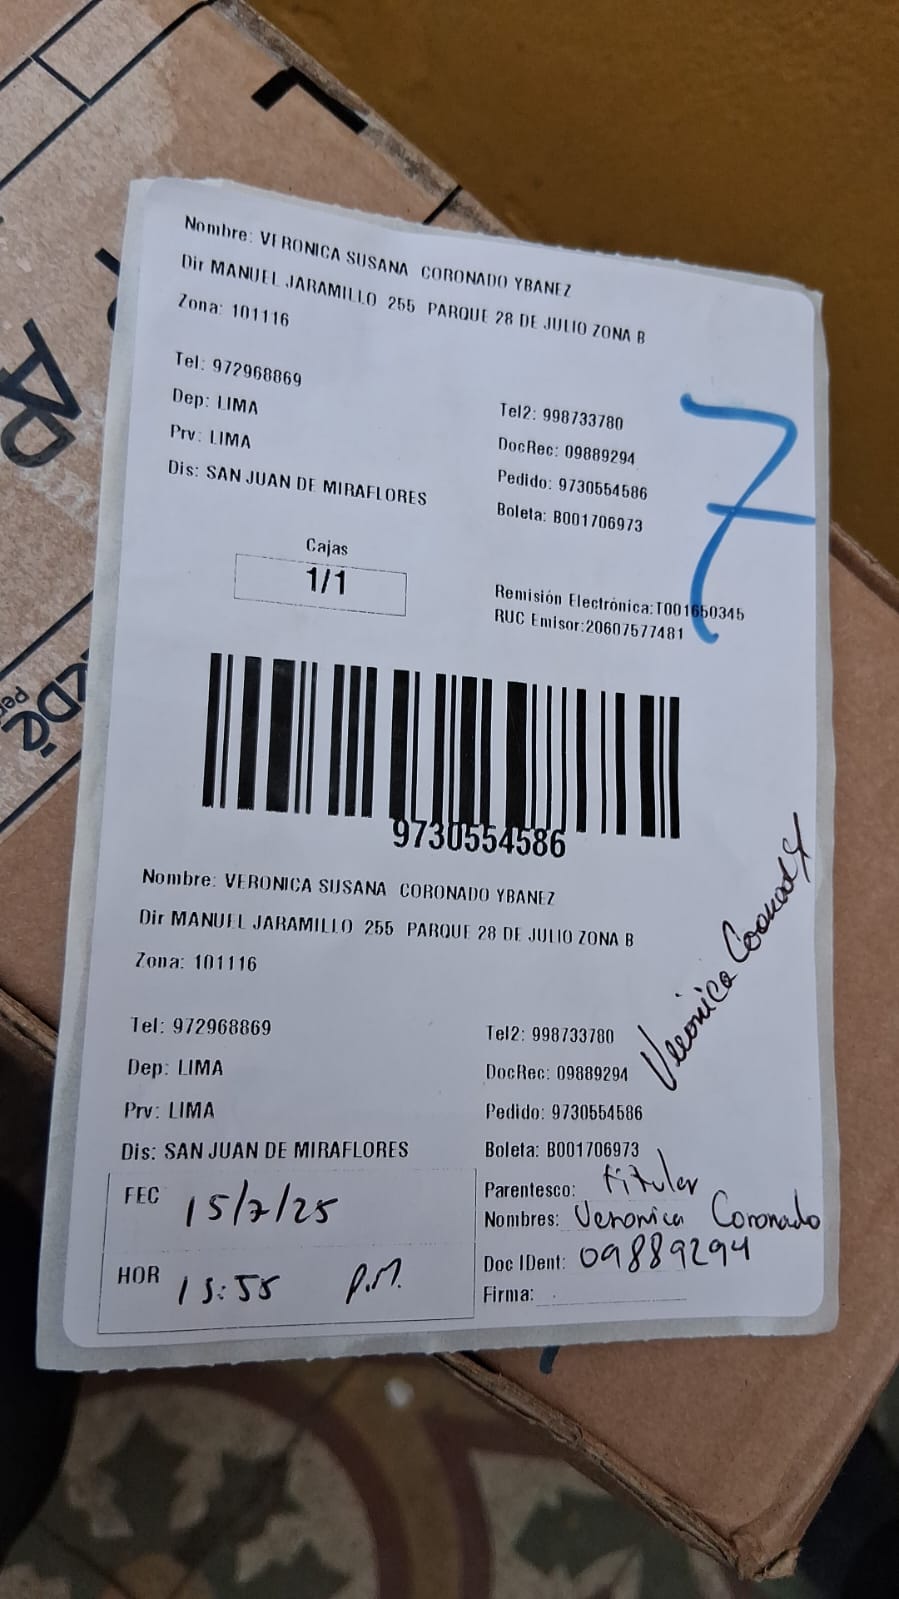 Nombre: VERONICA SUSANA  CORONADO YBANEZ
Dir MANUEL JARAMILLO  255  PARQUE 28 DE JULIO ZONA B
Zona: 101116
Tel: 972968869
Dep: LIMA
Prv: LIMA
Dis: SAN JUAN DE MIRAFLORES
Tel2: 998733780
DocRec: 09889294
Pedido: 9730554586
Boleta: B001706973
7
Cajas
1/1
Remisión Electrónica:T001650345
RUC Emisor:20607577481
9730554586
Nombre: VERONICA SUSANA  CORONADO YBANEZ
Dir MANUEL JARAMILLO  255  PARQUE 28 DE JULIO ZONA B
Zona: 101116
Tel: 972968869
Dep: LIMA
Prv: LIMA
Dis: SAN JUAN DE MIRAFLORES
Tel2: 998733780
DocRec: 09889294
Pedido: 9730554586
Boleta: B001706973
Veronica Coronado
FEC 15/7/25
HOR 15:55 P.M.
Parentesco: titular
Nombres: Veronica Coronado
Doc IDent: 09889294
Firma: